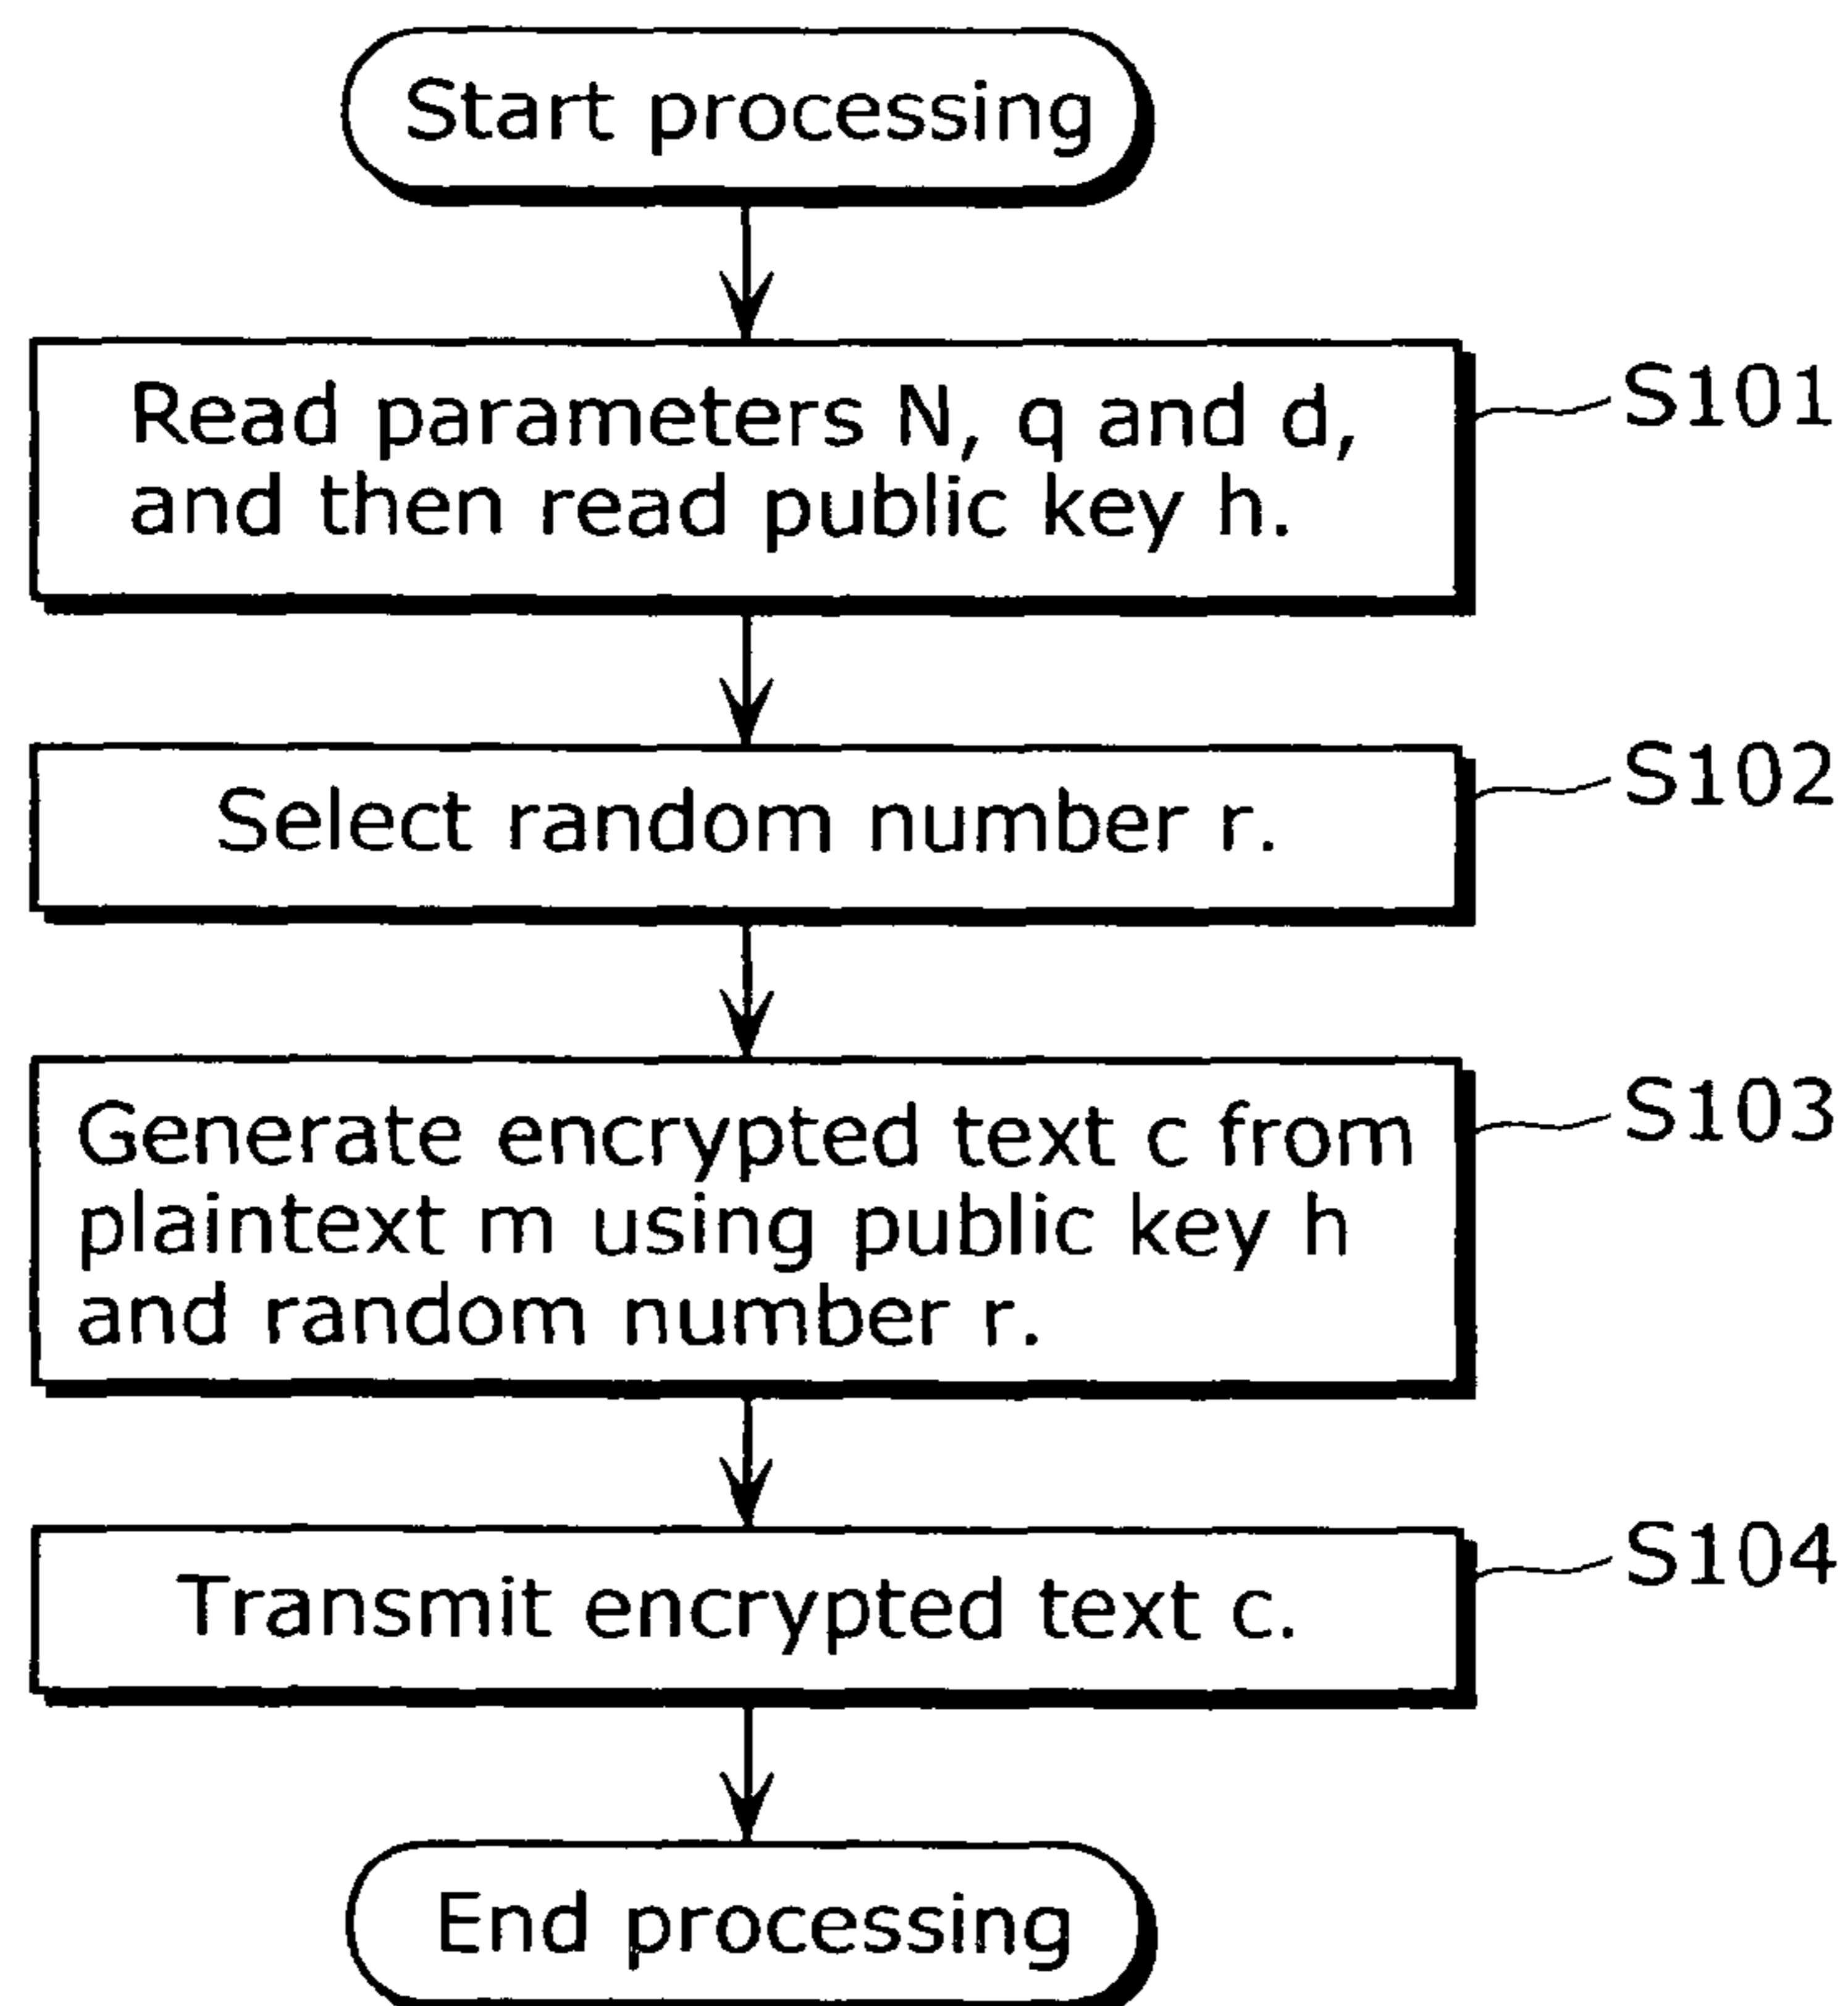 Start processing
Read parameters N, q and d,
and then read public key h.
S101
Select random number r.
S102
Generate encrypted text c from
plaintext m using public key h
and random number r.
S103
Transmit encrypted text c.
S104
End processing